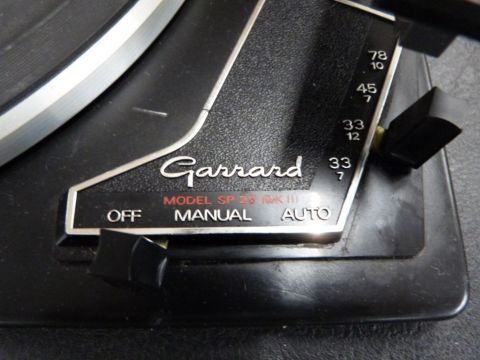 78
10
45
7
33
12
33
7
Garrard
MODEL SP 25 MK III
OFF MANUAL AUTO